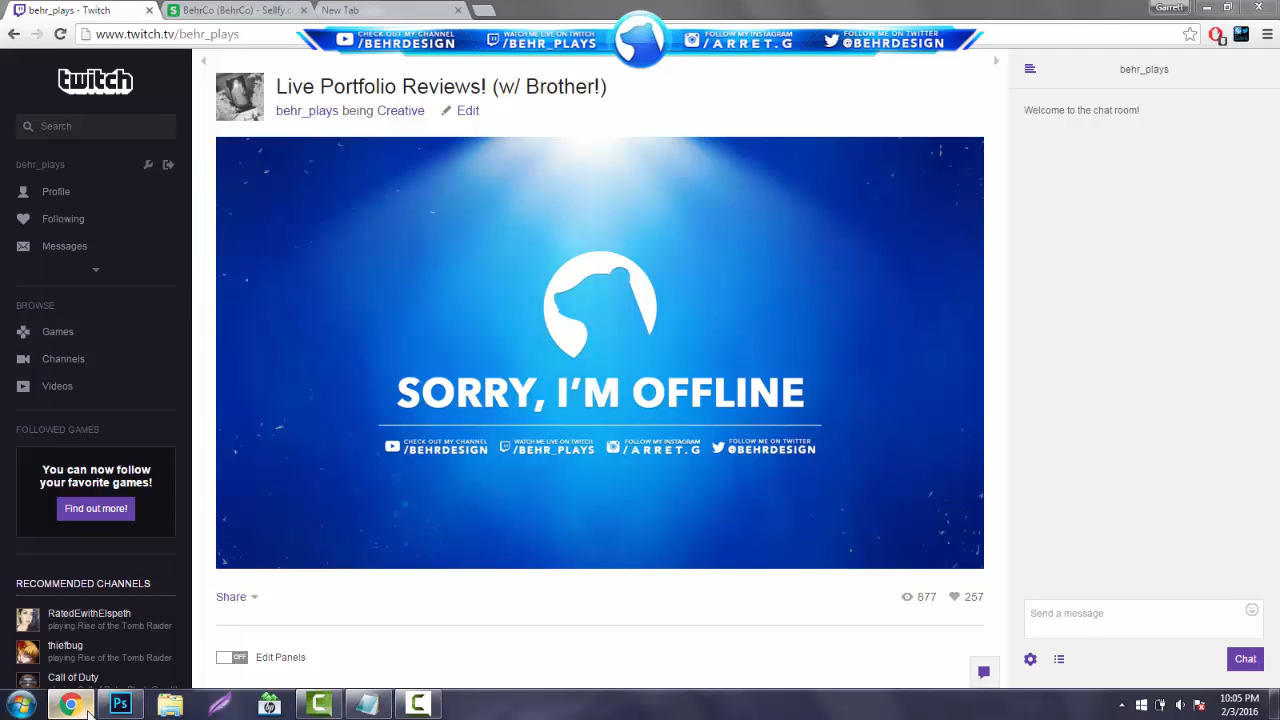 behr_plays - Twitch
BehrCo (BehrCo) - Sellfy.c
New Tab
Garrett
www.twitch.tv/behr_plays
CHECK OUT MY CHANNEL
/BEHRDESIGN
WATCH ME LIVE ON TWITCH
/BEHR_PLAYS
FOLLOW MY INSTAGRAM
/ARRET.G
FOLLOW ME ON TWITTER
@BEHRDESIGN
twitch
Search
behr_plays
Profile
Following
Messages
BROWSE
Games
Channels
Videos
FOLLOWED GAMES
You can now follow
your favorite games!
Find out more!
RECOMMENDED CHANNELS
RatedEwithElspeth
playing Rise of the Tomb Raider
thiefbug
playing Rise of the Tomb Raider
Call of Duty
Live Portfolio Reviews! (w/ Brother!)
behr_plays being Creative
Edit
SORRY, I'M OFFLINE
CHECK OUT MY CHANNEL
/BEHRDESIGN
WATCH ME LIVE ON TWITCH
/BEHR_PLAYS
FOLLOW MY INSTAGRAM
/ARRET.G
FOLLOW ME ON TWITTER
@BEHRDESIGN
Share
877
257
OFF
Edit Panels
behr_plays
Welcome to the chat room!
Send a message
Chat
Ps
10:05 PM
2/3/2016